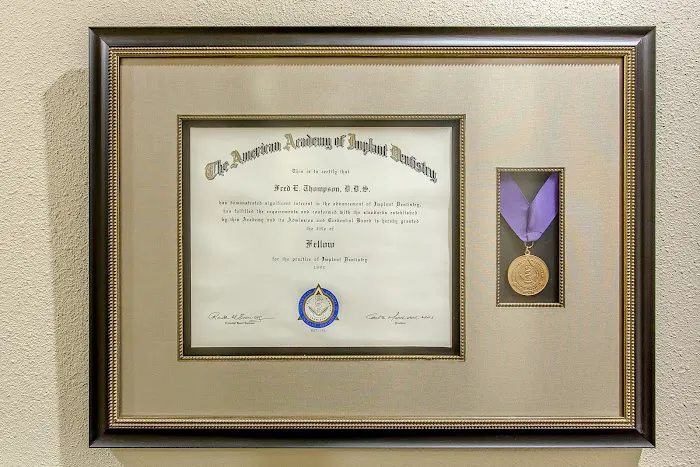 The American Academy of Implant Dentistry
This is to certify that
Fred E. Thompson, D.D.S.
has demonstrated significant interest in the advancement of Implant Dentistry,
has fulfilled the requirements and conformed with the standards established
by this Academy and its Admission and Credential Board is hereby granted
the title of
Fellow
for the practice of Implant Dentistry